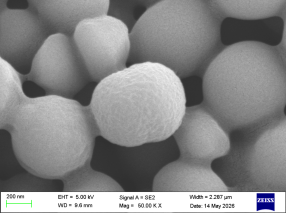 200 nm
EHT = 5.00 kV
Signal A = SE2
Width = 2.287 µm
WD = 9.6 mm
Mag = 50.00 K X
Date: 14 May 2026
ZEISS